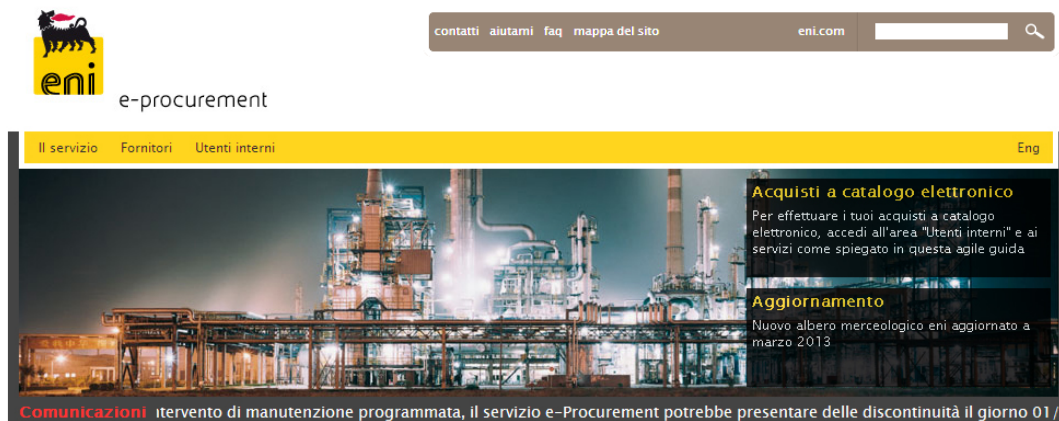 contatti aiutami faq mappa del sito eni.com
eni
e-procurement
Il servizio Fornitori Utenti interni Eng
Acquisti a catalogo elettronico
Per effettuare i tuoi acquisti a catalogo
elettronico, accedi all'area "Utenti interni" e ai
servizi come spiegato in questa agile guida
Aggiornamento
Nuovo albero merceologico eni aggiornato a
marzo 2013
Comunicazioni ntervento di manutenzione programmata, il servizio e-Procurement potrebbe presentare delle discontinuità il giorno 01/